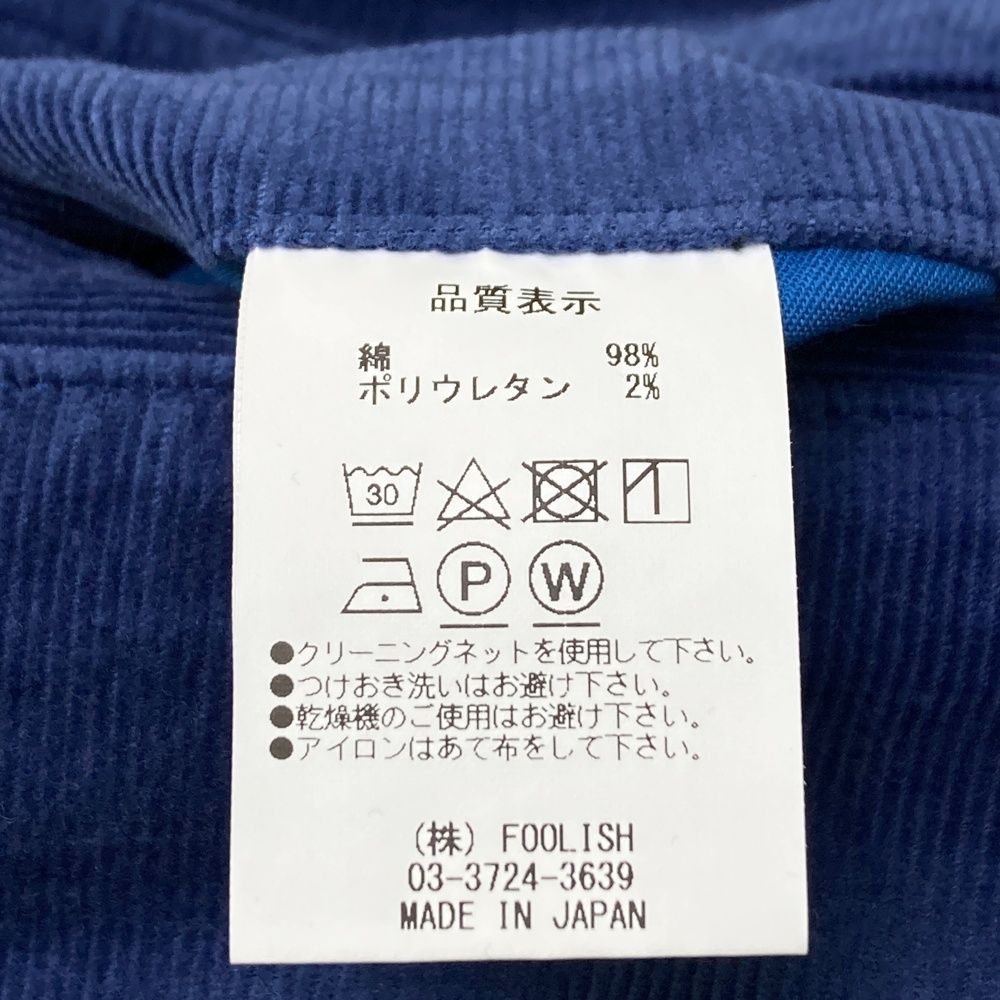 品質表示
綿 98%
ポリウレタン 2%
30
P W
●クリーニングネットを使用して下さい。
●つけおき洗いはお避け下さい。
●乾燥機のご使用はお避け下さい。
●アイロンはあて布をして下さい。
(株) FOOLISH
03-3724-3639
MADE IN JAPAN